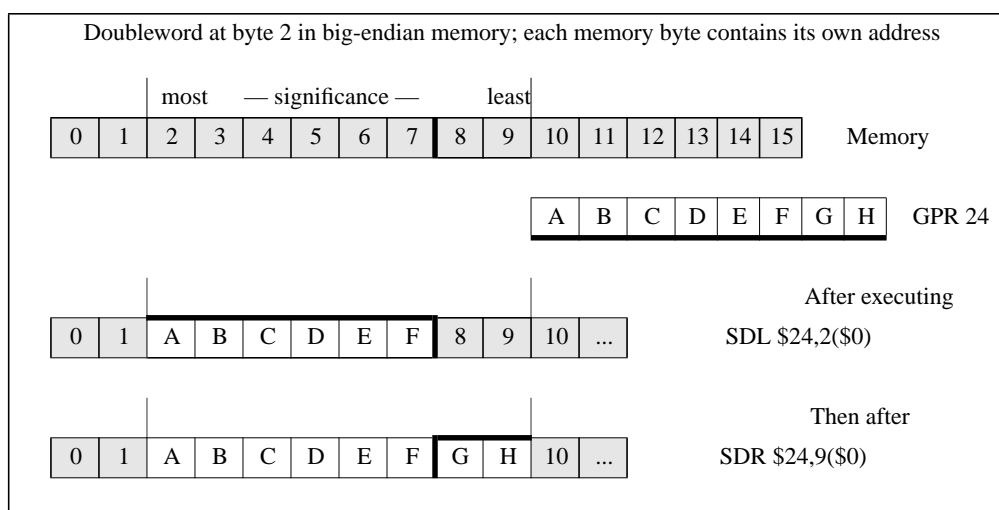 Doubleword at byte 2 in big-endian memory; each memory byte contains its own address
most — significance — least
0 1 2 3 4 5 6 7 8 9 10 11 12 13 14 15 Memory
A B C D E F G H GPR 24
After executing
0 1 A B C D E F 8 9 10 ... SDL $24,2($0)
Then after
0 1 A B C D E F G H 10 ... SDR $24,9($0)